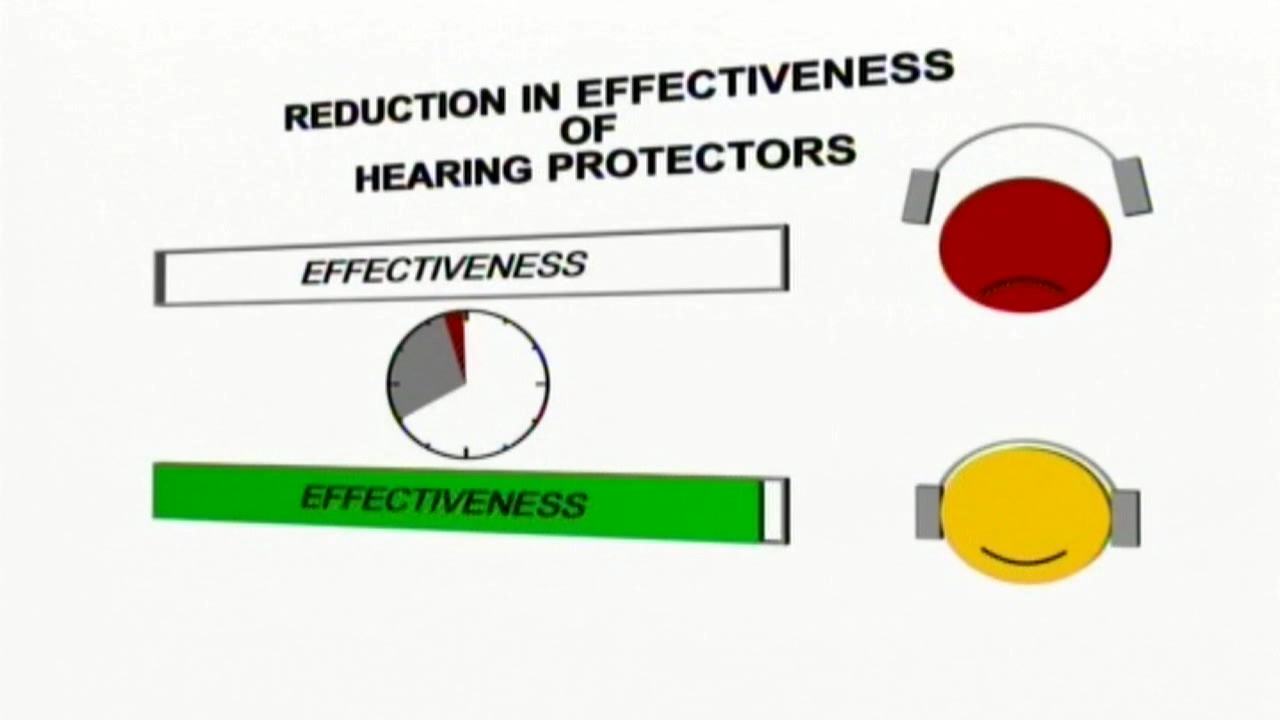 REDUCTION IN EFFECTIVENESS
OF
HEARING PROTECTORS
EFFECTIVENESS
EFFECTIVENESS